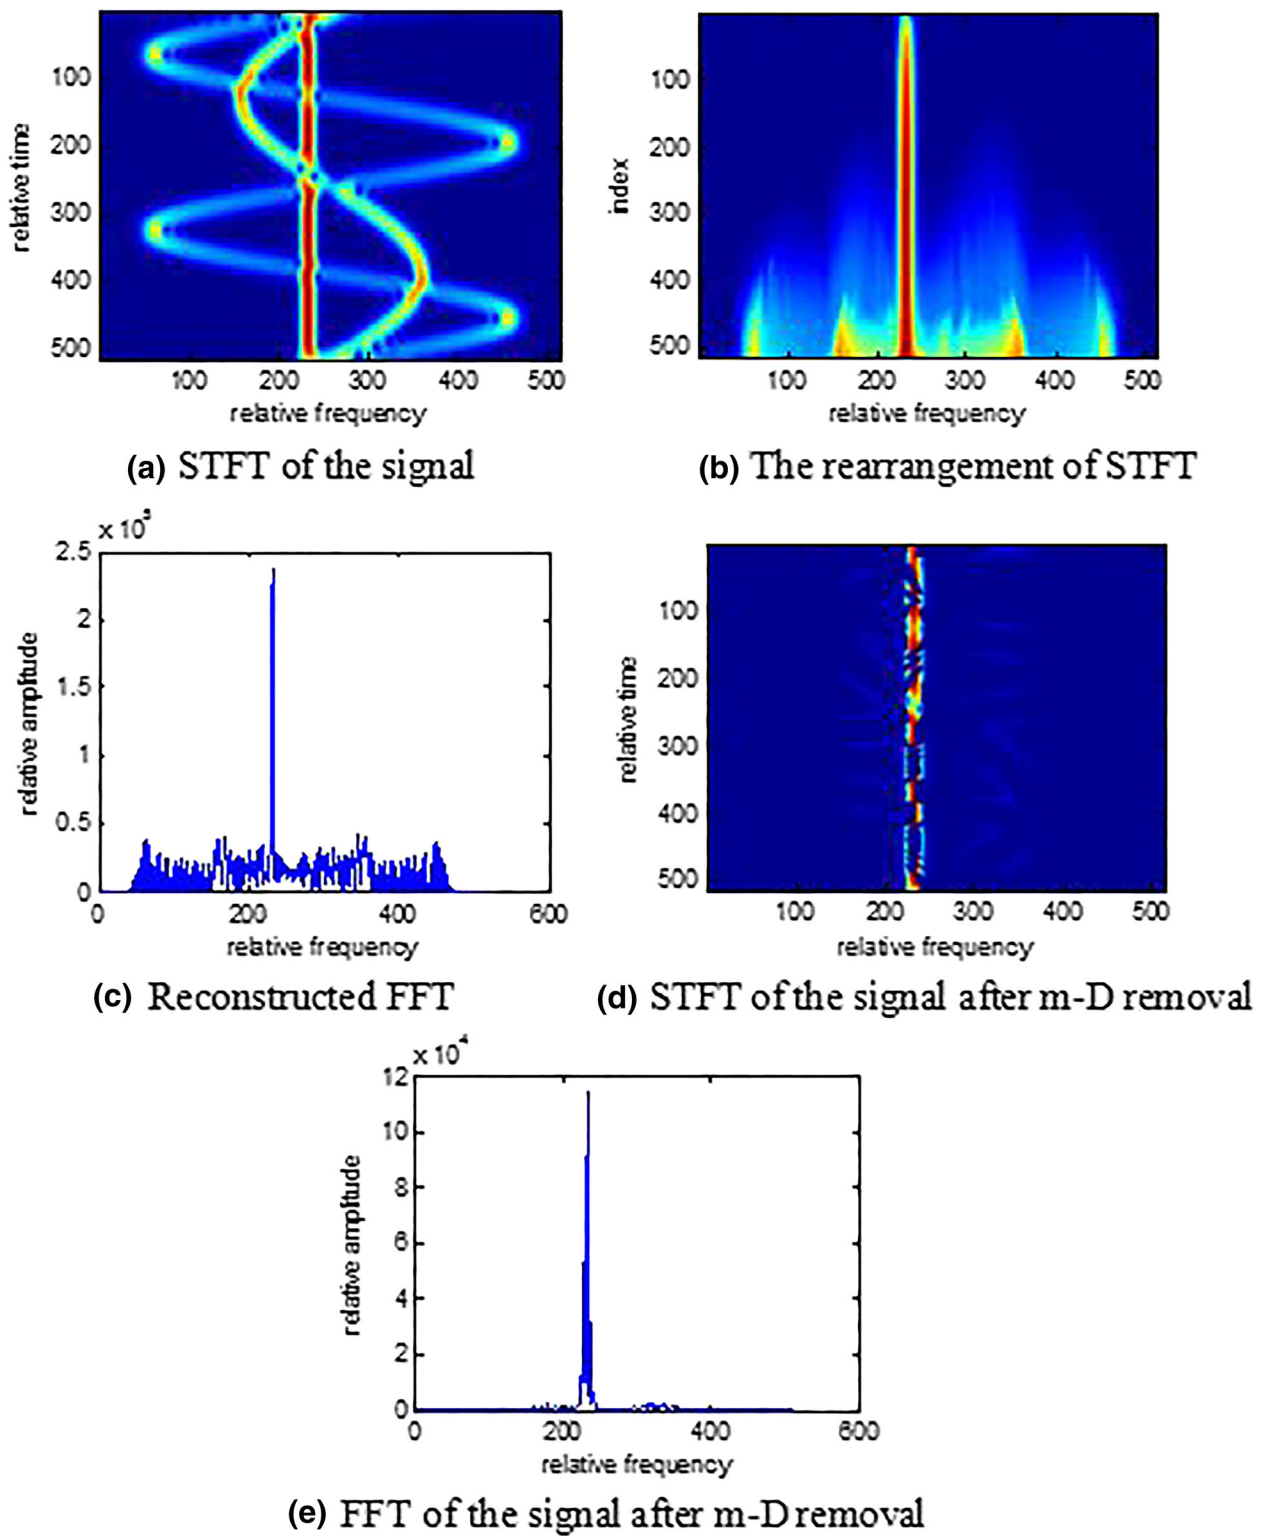 100
200
300
400
500
relative time
100 200 300 400 500
relative frequency
(a) STFT of the signal
100
200
300
400
500
index
100 200 300 400 500
relative frequency
(b) The rearrangement of STFT
x 10
2.5
2
1.5
1
0.5
0
relative amplitude
0 200 400 600
relative frequency
(c) Reconstructed FFT
100
200
300
400
500
relative time
100 200 300 400 500
relative frequency
(d) STFT of the signal after m-D removal
x 10⁴
12
10
8
6
4
2
0
relative amplitude
0 200 400 600
relative frequency
(e) FFT of the signal after m-D removal